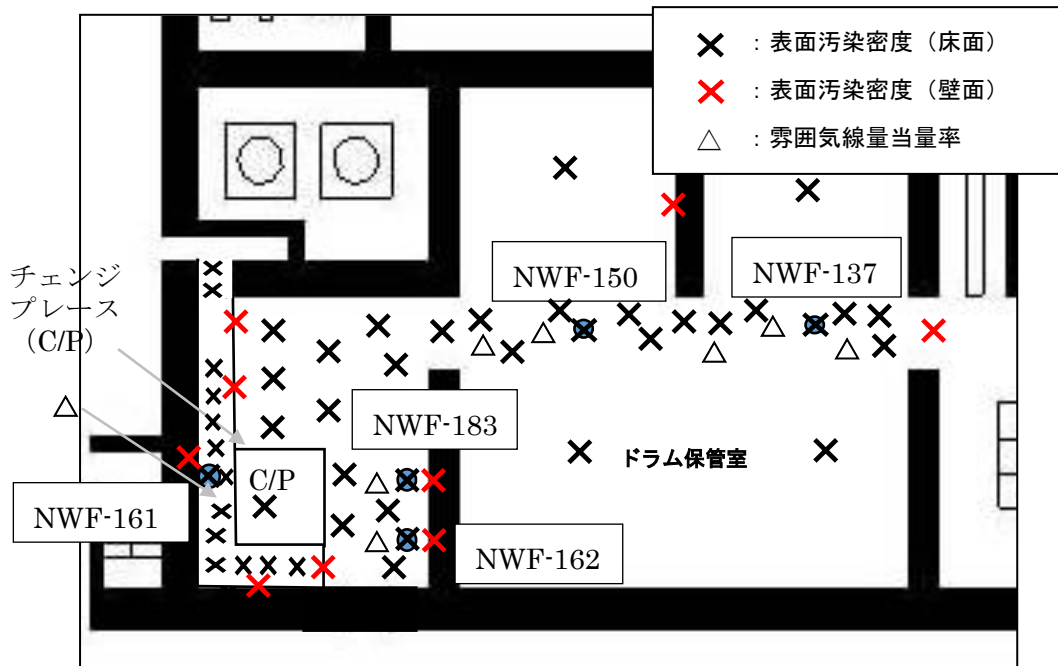 ：表面汚染密度（床面）
：表面汚染密度（壁面）
：雰囲気線量当量率
NWF-150
NWF-137
チェンジ
プレース
（C/P）
NWF-183
ドラム保管室
C/P
NWF-161
NWF-162